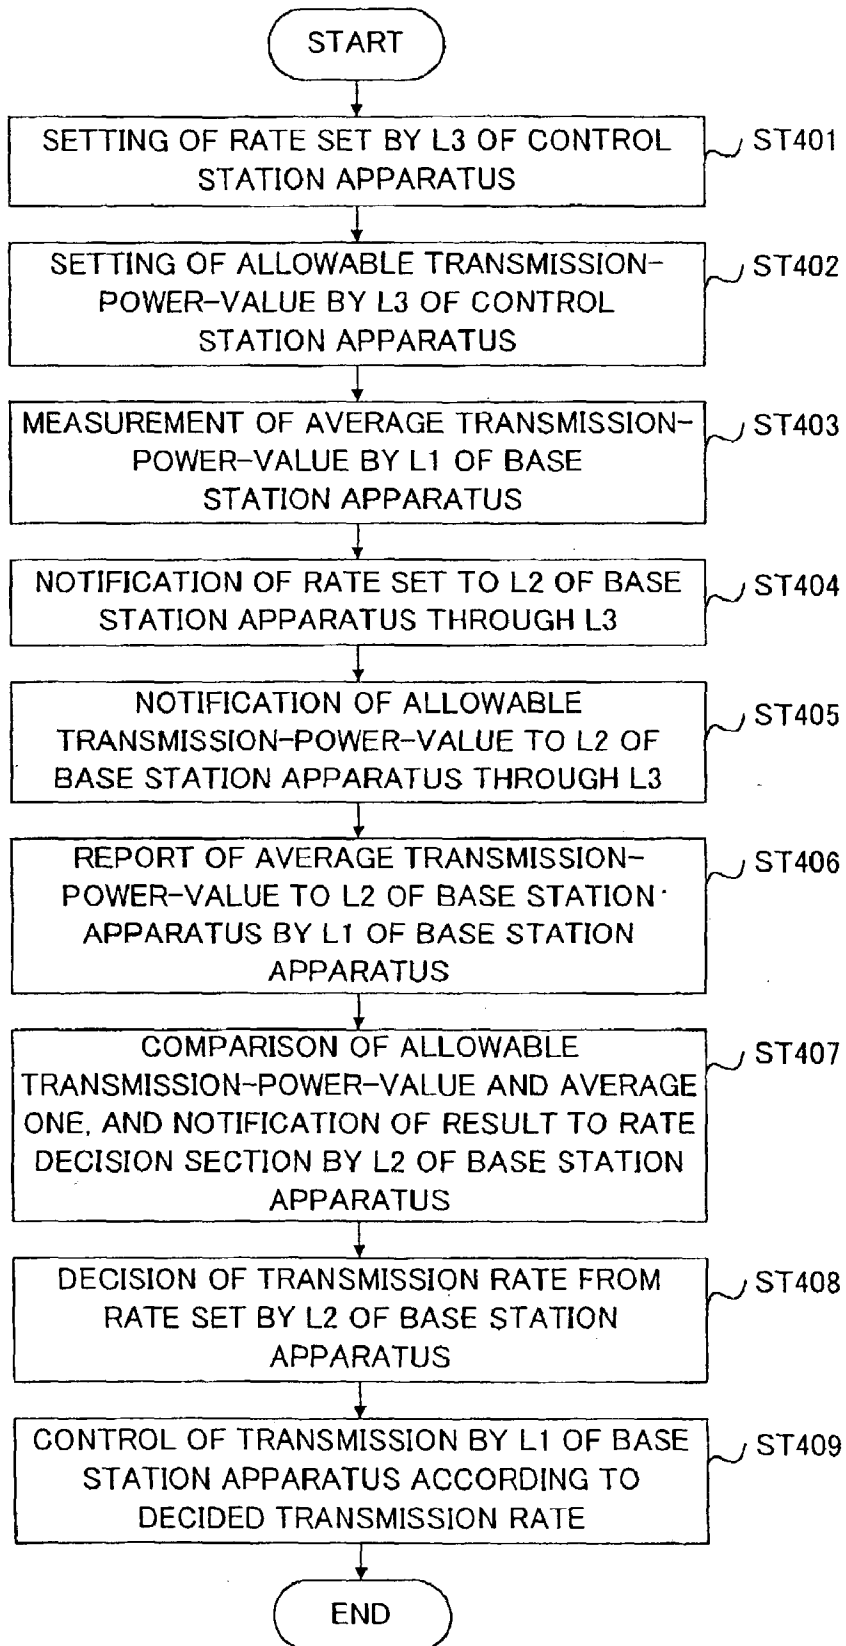 START
SETTING OF RATE SET BY L3 OF CONTROL
STATION APPARATUS
ST401
SETTING OF ALLOWABLE TRANSMISSION-
POWER-VALUE BY L3 OF CONTROL
STATION APPARATUS
ST402
MEASUREMENT OF AVERAGE TRANSMISSION-
POWER-VALUE BY L1 OF BASE
STATION APPARATUS
ST403
NOTIFICATION OF RATE SET TO L2 OF BASE
STATION APPARATUS THROUGH L3
ST404
NOTIFICATION OF ALLOWABLE
TRANSMISSION-POWER-VALUE TO L2 OF
BASE STATION APPARATUS THROUGH L3
ST405
REPORT OF AVERAGE TRANSMISSION-
POWER-VALUE TO L2 OF BASE STATION
APPARATUS BY L1 OF BASE STATION
APPARATUS
ST406
COMPARISON OF ALLOWABLE
TRANSMISSION-POWER-VALUE AND AVERAGE
ONE, AND NOTIFICATION OF RESULT TO RATE
DECISION SECTION BY L2 OF BASE STATION
APPARATUS
ST407
DECISION OF TRANSMISSION RATE FROM
RATE SET BY L2 OF BASE STATION
APPARATUS
ST408
CONTROL OF TRANSMISSION BY L1 OF BASE
STATION APPARATUS ACCORDING TO
DECIDED TRANSMISSION RATE
ST409
END